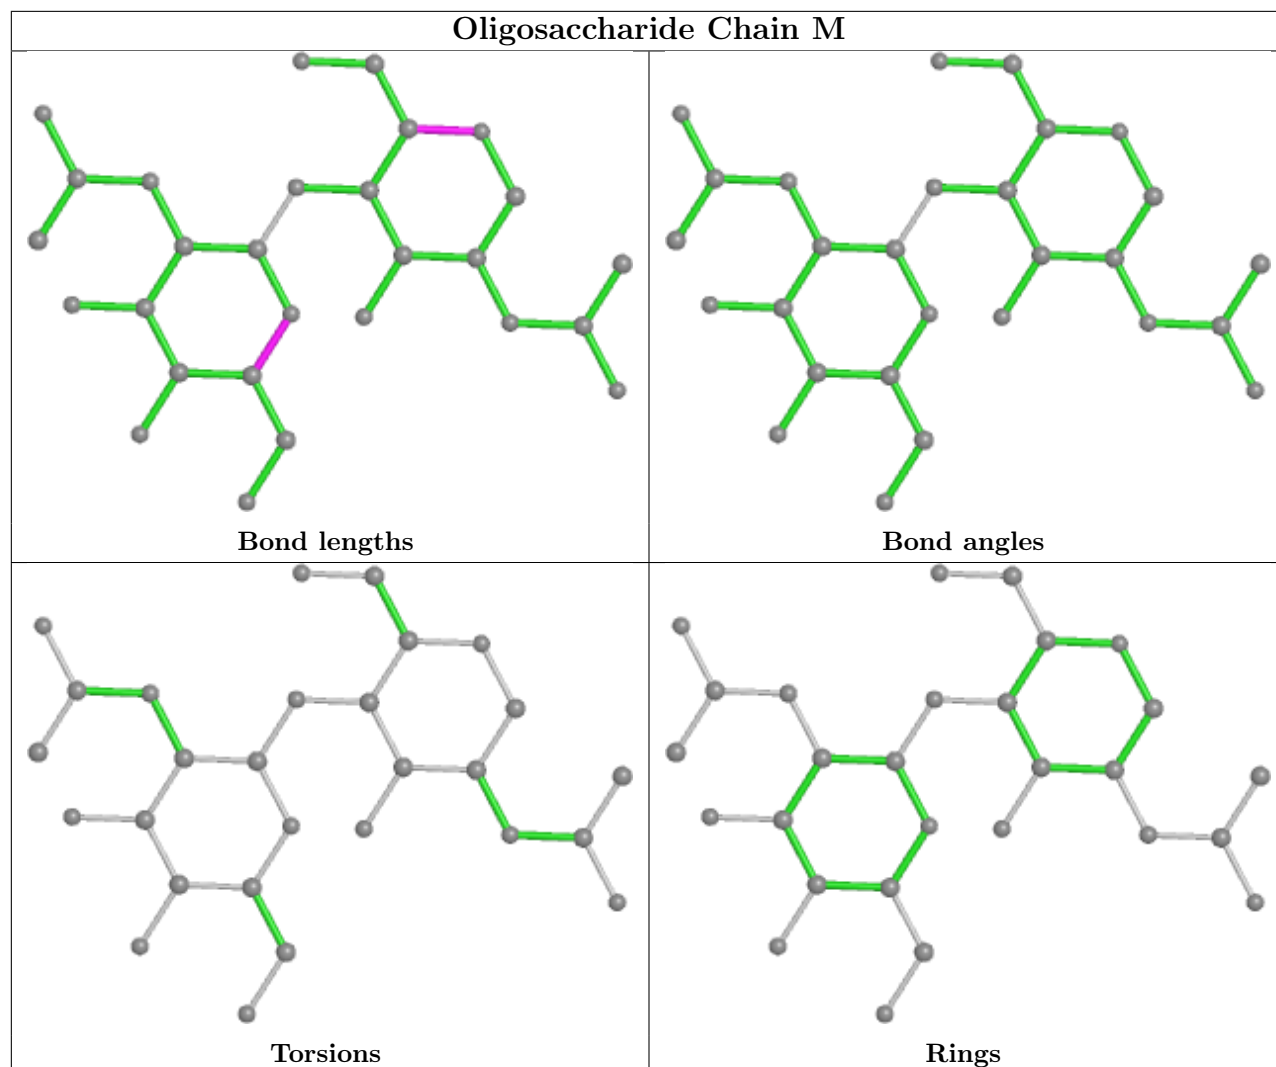 Oligosaccharide Chain M
Bond lengths
Bond angles
Torsions
Rings